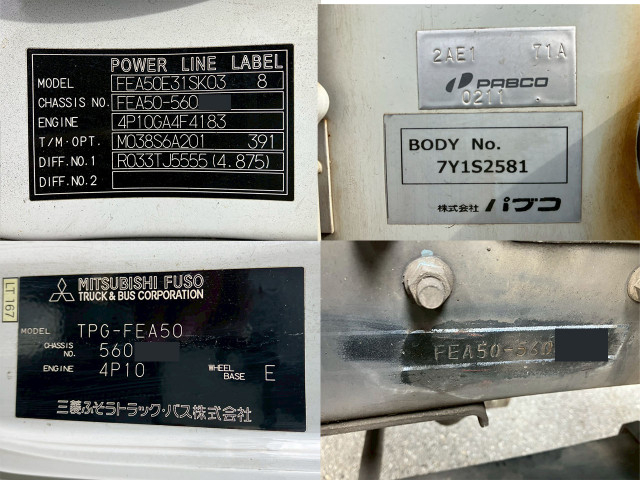 POWER LINE LABEL
MODEL FEA50E31SK03 8
CHASSIS NO. FEA50-560
ENGINE 4P10GA4F4183
T/M·OPT. M038S6A201 391
DIFF.NO.1 R033TJ5555(4.875)
DIFF.NO.2
2AE1 71A
PABCO
0211
BODY No.
7Y1S2581
株式会社 パブコ
LT 167
MITSUBISHI FUSO
TRUCK & BUS CORPORATION
MODEL TPG-FEA50
CHASSIS NO. 560
ENGINE 4P10 WHEEL BASE E
三菱ふそうトラック・バス株式会社
FEA50-560